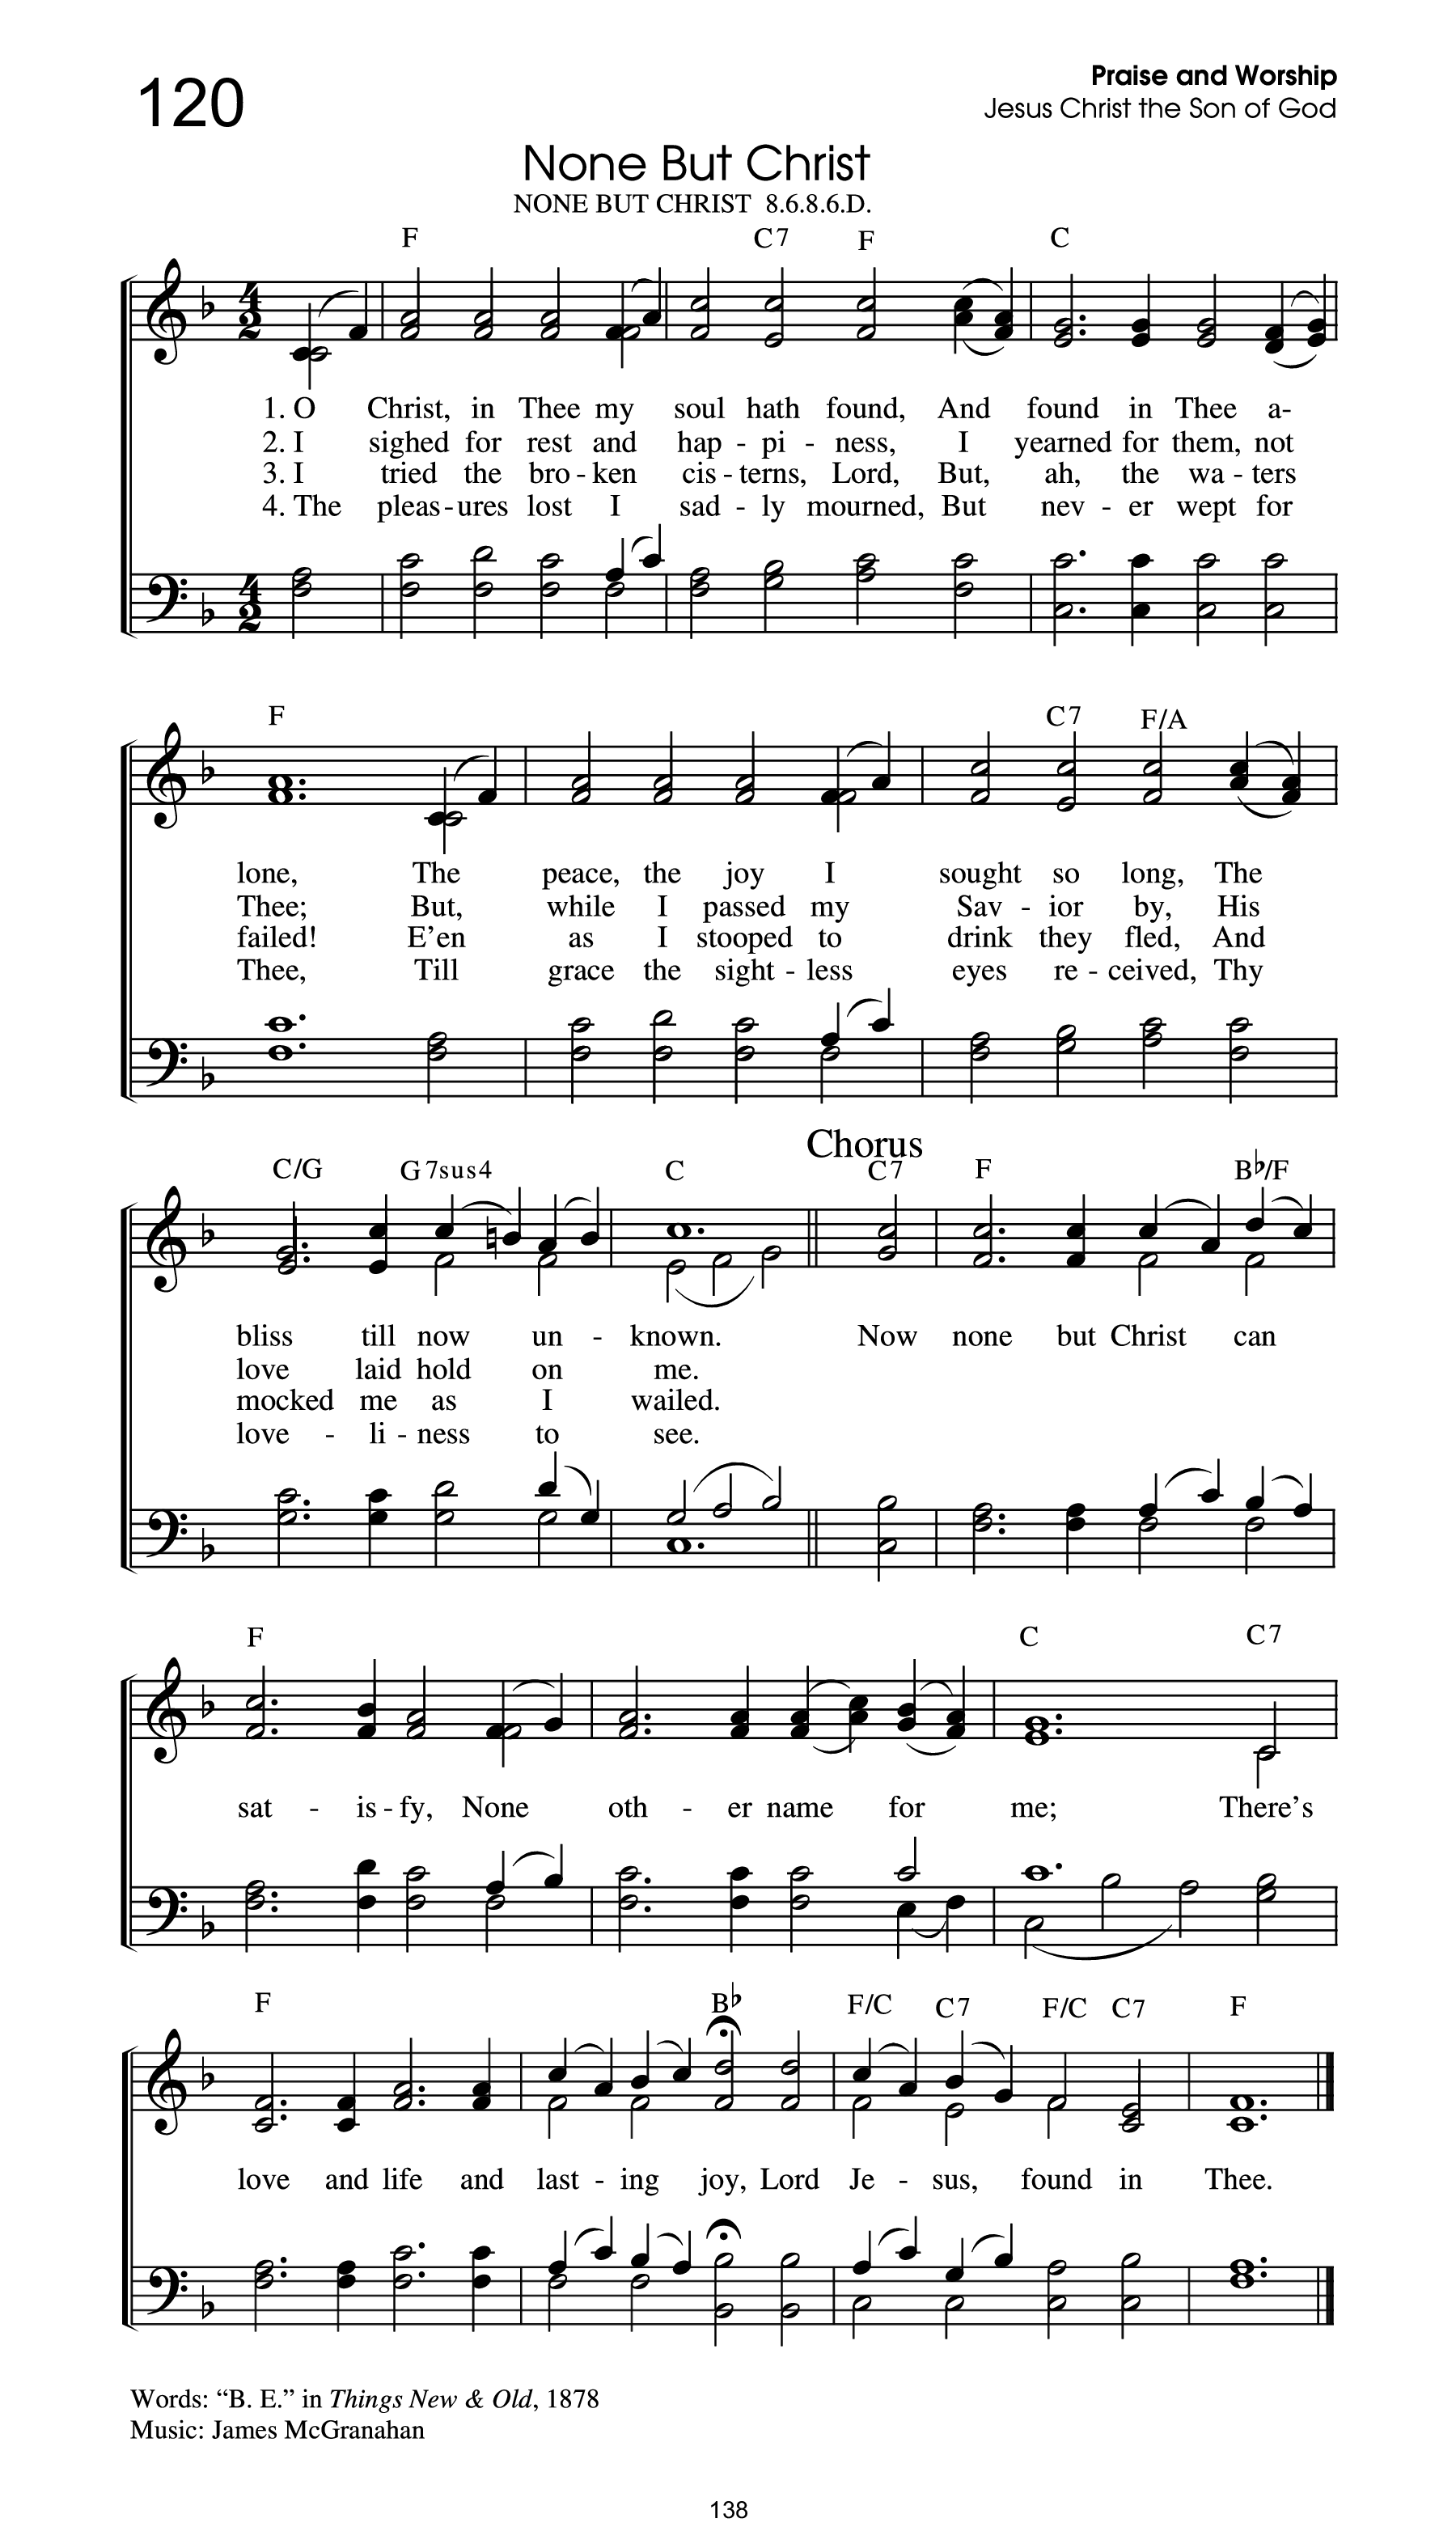 120
Praise and Worship
Jesus Christ the Son of God
None But Christ
NONE BUT CHRIST 8.6.8.6.D.
F C7 F C
1. O Christ, in Thee my soul hath found, And found in Thee a-
2. I sighed for rest and hap - pi - ness, I yearned for them, not
3. I tried the bro - ken cis - terns, Lord, But, ah, the wa - ters
4. The pleas - ures lost I sad - ly mourned, But nev - er wept for
F C7 F/A
lone, The peace, the joy I sought so long, The
Thee; But, while I passed my Sav - ior by, His
failed! E’en as I stooped to drink they fled, And
Thee, Till grace the sight - less eyes re - ceived, Thy
Chorus
C/G G7sus4 C C7 F B♭/F
bliss till now un - known. Now none but Christ can
love laid hold on me.
mocked me as I wailed.
love - li - ness to see.
F C C7
sat - is - fy, None oth - er name for me; There’s
F B♭ F/C C7 F/C C7 F
love and life and last - ing joy, Lord Je - sus, found in Thee.
Words: “B. E.” in Things New & Old, 1878
Music: James McGranahan
138